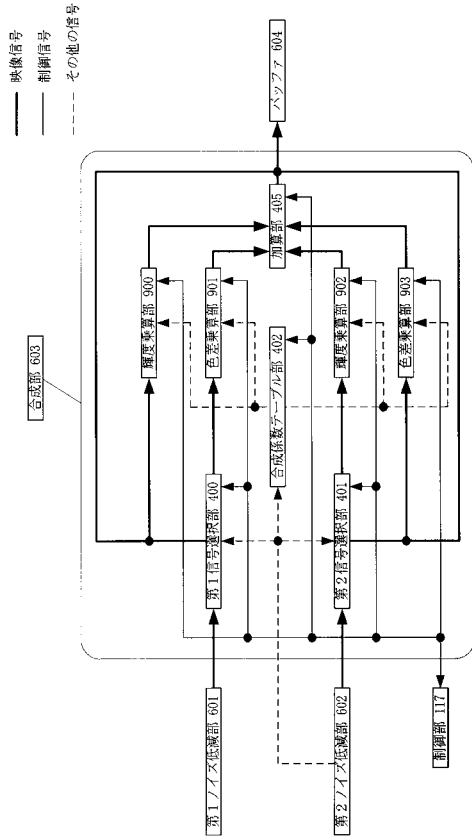 映像信号
制御信号
その他の信号
合成部 603
バッファ 604
加算部 405
輝度乗算部 900
色差乗算部 901
輝度乗算部 902
色差乗算部 903
合成係数テーブル部 402
第1信号選択部 400
第2信号選択部 401
第1ノイズ低減部 601
第2ノイズ低減部 602
制御部 117